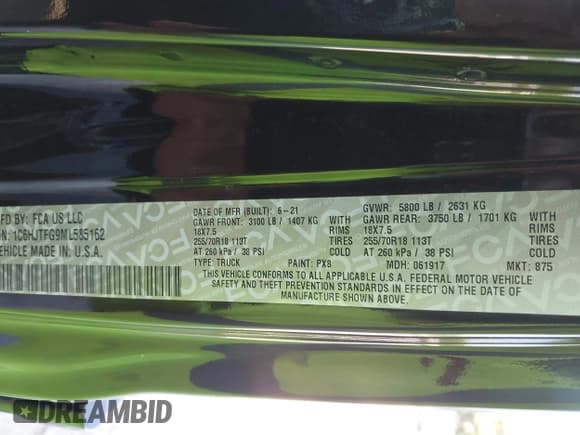 MFD BY: FCA US LLC
DATE OF MFR (BUILT): 6-21
GVWR: 5800 LB / 2631 KG
GAWR FRONT: 3100 LB / 1407 KG
GAWR REAR: 3750 LB / 1701 KG
18X7.5 RIMS
18X7.5 RIMS
255/70R18 113T TIRES
255/70R18 113T TIRES
AT 260 kPa / 38 PSI COLD
AT 260 kPa / 38 PSI COLD
1C6HJTFG9ML585162
VEHICLE MADE IN U.S.A.
TYPE: TRUCK PAINT: PX8 MDH: 061917 MKT: 875
THIS VEHICLE CONFORMS TO ALL APPLICABLE U.S.A. FEDERAL MOTOR VEHICLE
SAFETY AND THEFT PREVENTION STANDARDS IN EFFECT ON THE DATE OF
MANUFACTURE SHOWN ABOVE.
DREAMBID